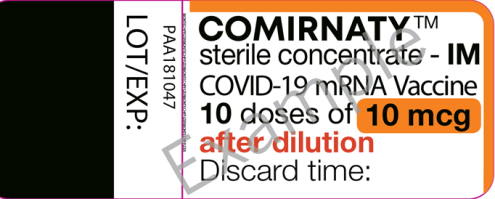 LOT/EXP:
PAA181047
COMIRNATY™
sterile concentrate - IM
COVID-19 mRNA Vaccine
10 doses of 10 mcg
after dilution
Discard time:
Example